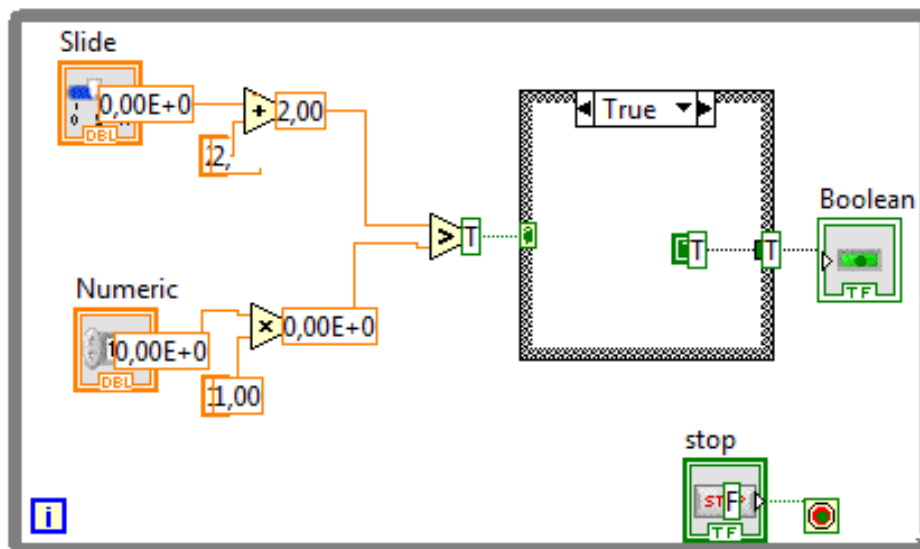 Slide
0,00E+0
DBL
+
2,00
2,
True
Boolean
>
T
T
T
TF
Numeric
0,00E+0
DBL
×
0,00E+0
1,00
stop
F
TF
i